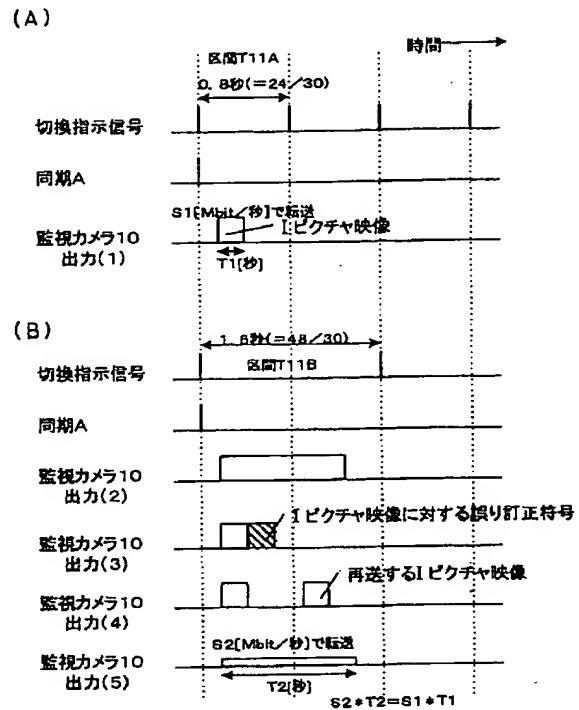 (A)
時間
区間T11A
0.8秒(=24/30)
切換指示信号
同期A
S1[Mbit/秒]で転送
Iピクチャ映像
監視カメラ10
出力(1)
T1[秒]
(B)
1.6秒(=48/30)
切換指示信号
区間T11B
同期A
監視カメラ10
出力(2)
Iピクチャ映像に対する誤り訂正符号
監視カメラ10
出力(3)
再送するIピクチャ映像
監視カメラ10
出力(4)
S2[Mbit/秒]で転送
監視カメラ10
出力(5)
T2[秒]
S2*T2=S1*T1